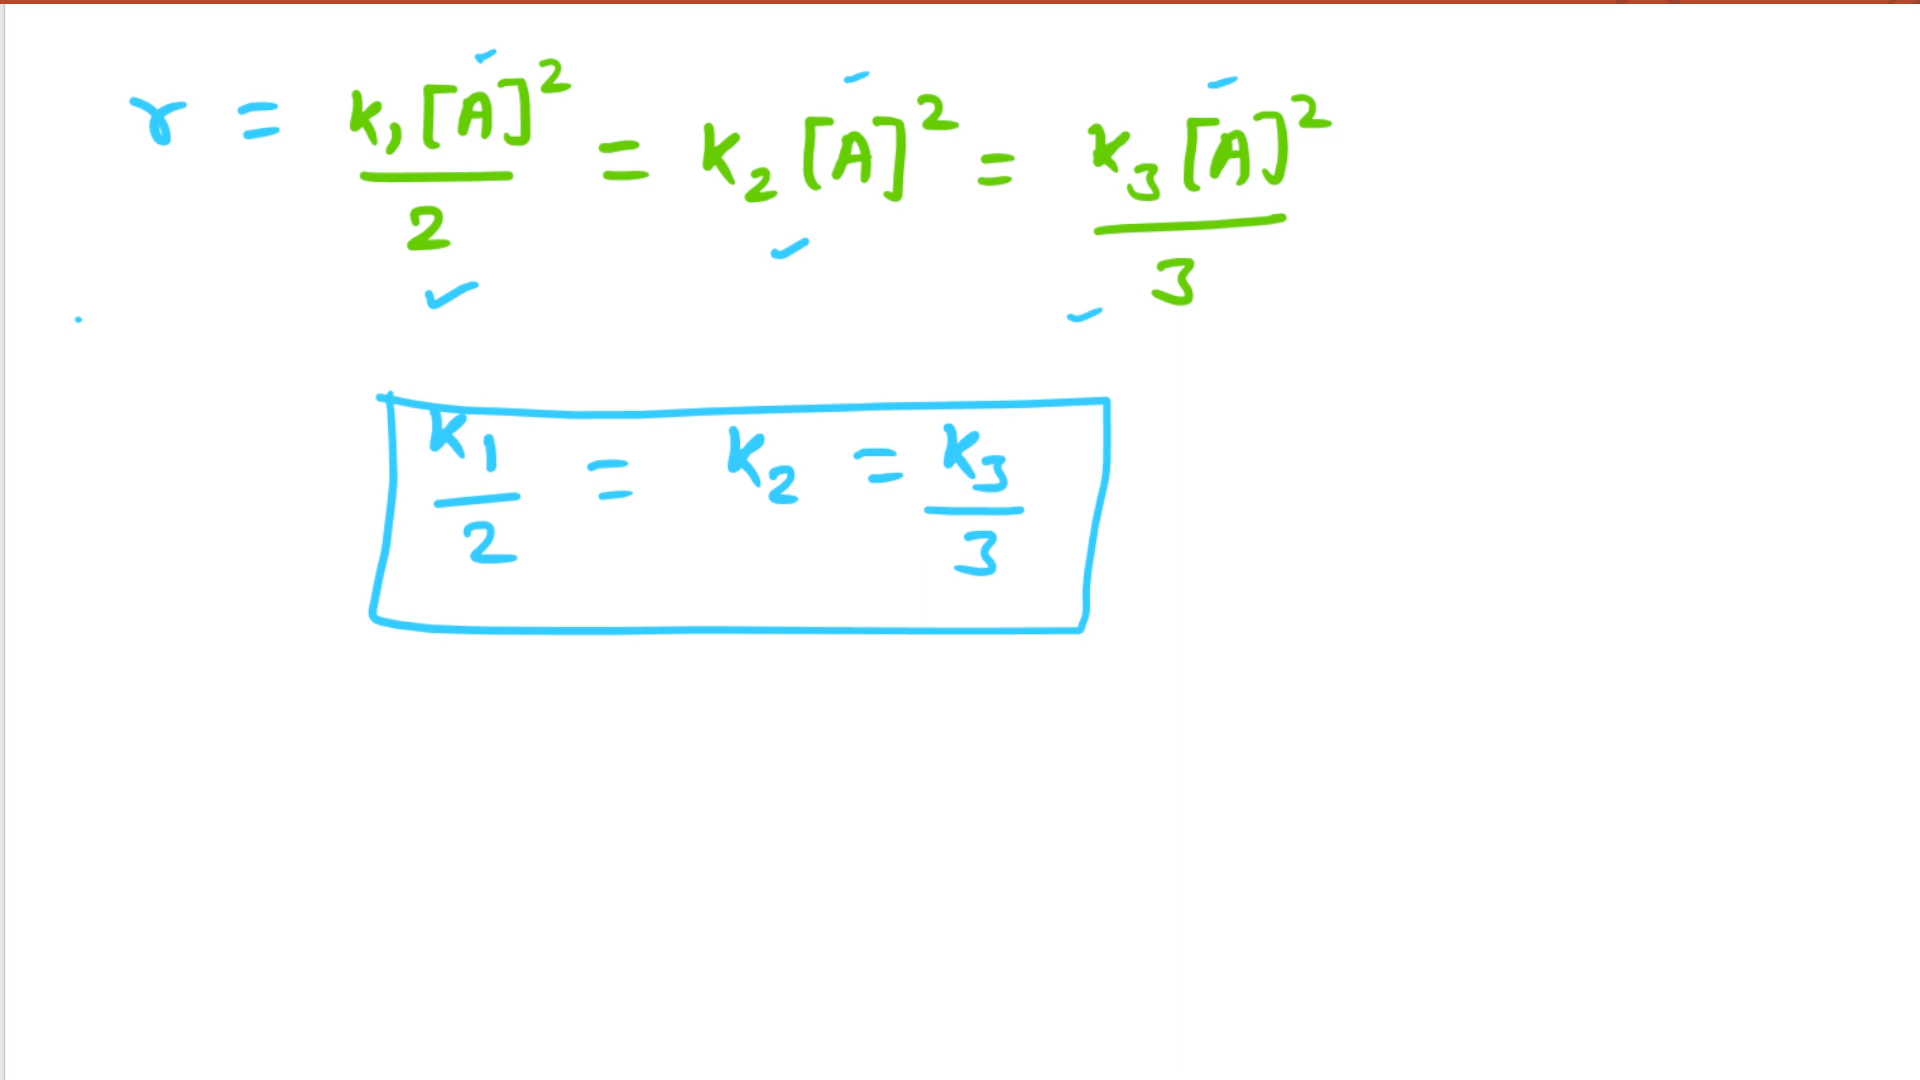 r = k₁[A]²/2 = k₂[A]² = k₃[A]²/3
k₁/2 = k₂ = k₃/3